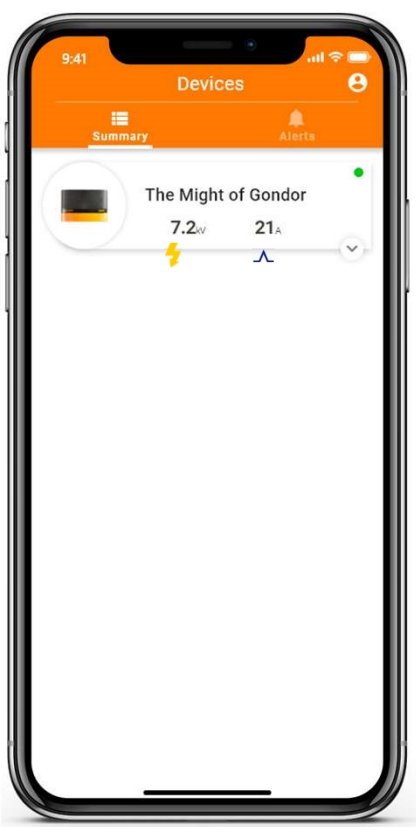 9:41
Devices
Summary
Alerts
The Might of Gondor
7.2kV 21A